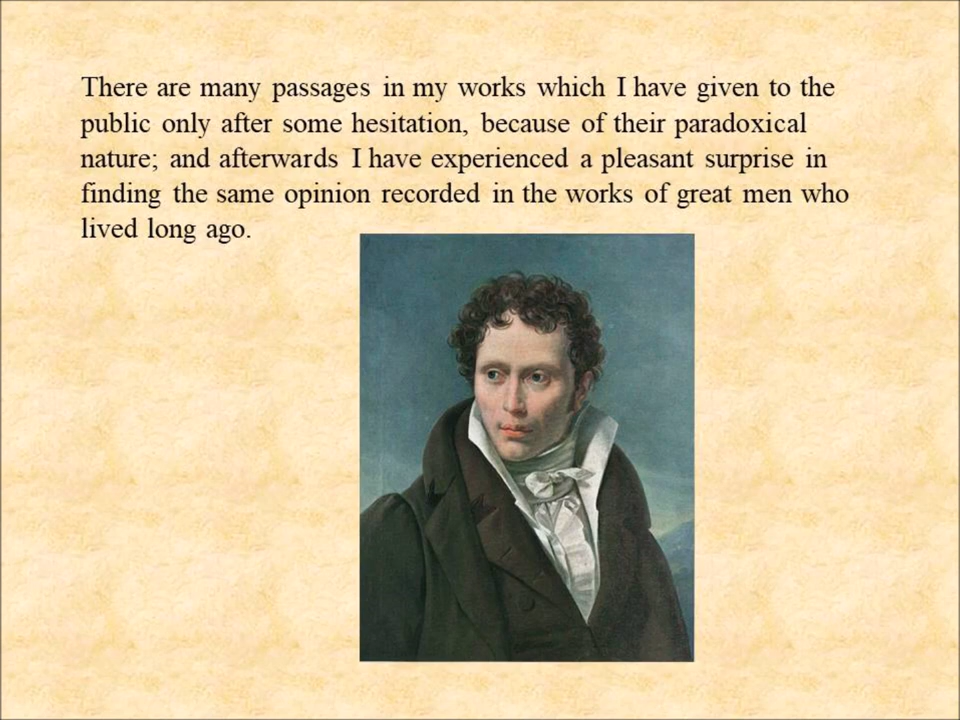 There are many passages in my works which I have given to the
public only after some hesitation, because of their paradoxical
nature; and afterwards I have experienced a pleasant surprise in
finding the same opinion recorded in the works of great men who
lived long ago.